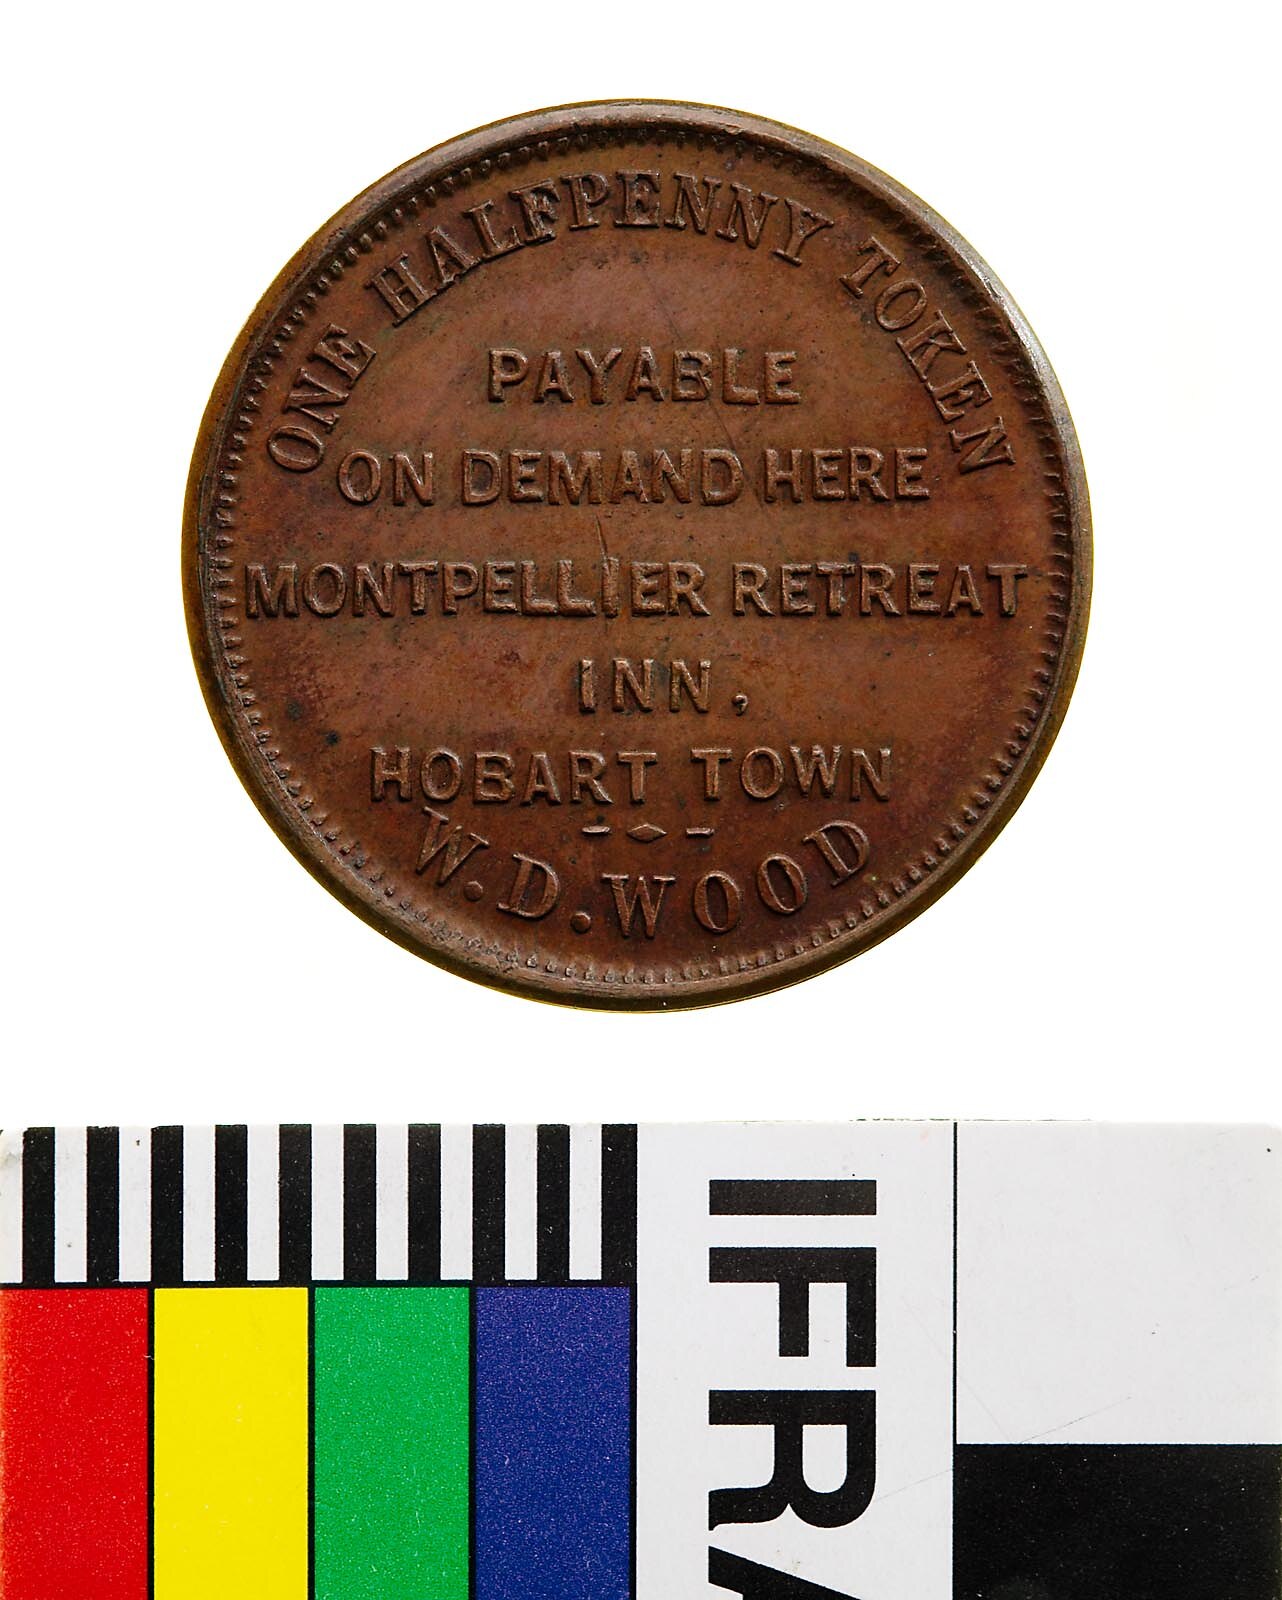 ONE HALFPENNY TOKEN
PAYABLE
ON DEMAND HERE
MONTPELLIER RETREAT
INN,
HOBART TOWN
W.D.WOOD
IFRA